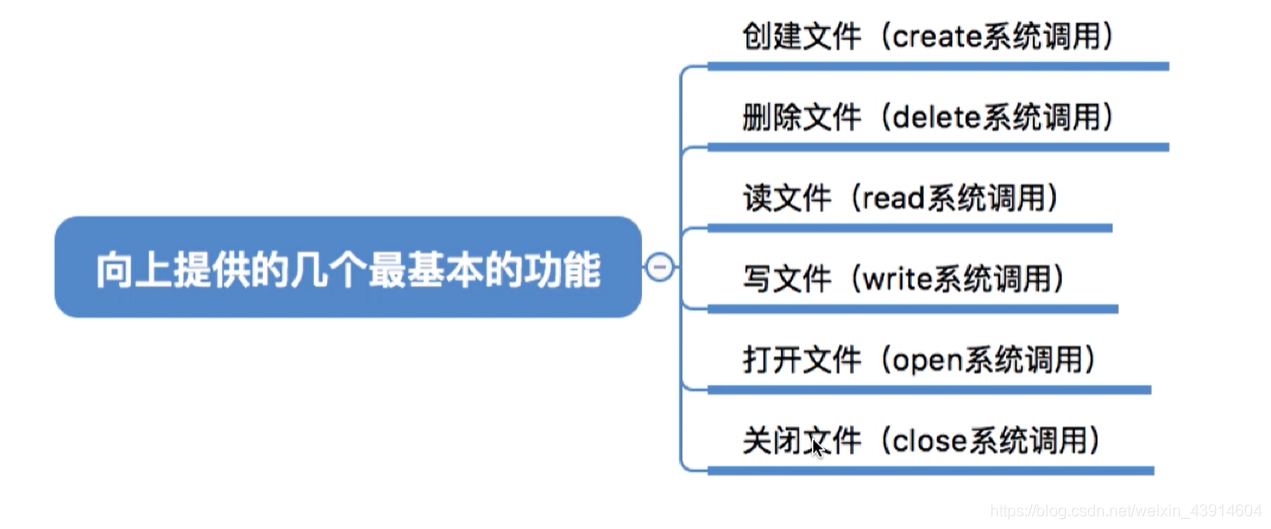 创建文件（create系统调用）
删除文件（delete系统调用）
读文件（read系统调用）
向上提供的几个最基本的功能
写文件（write系统调用）
打开文件（open系统调用）
关闭文件（close系统调用）
https://blog.csdn.net/weixin_43914604